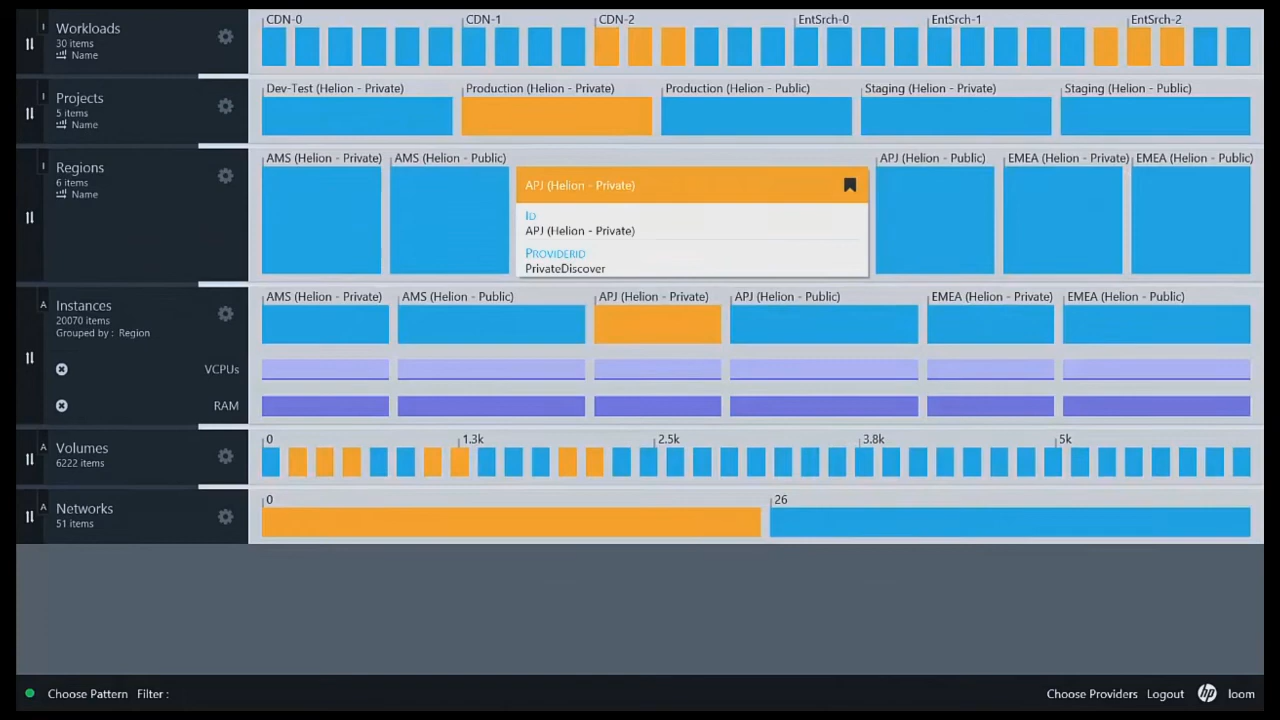 Workloads
30 items
Name
CDN-0
CDN-1
CDN-2
EntSrch-0
EntSrch-1
EntSrch-2
Projects
5 items
Name
Dev-Test (Helion - Private)
Production (Helion - Private)
Production (Helion - Public)
Staging (Helion - Private)
Staging (Helion - Public)
Regions
6 items
Name
AMS (Helion - Private)
AMS (Helion - Public)
APJ (Helion - Private)
ID
APJ (Helion - Private)
PROVIDERID
PrivateDiscover
APJ (Helion - Public)
EMEA (Helion - Private)
EMEA (Helion - Public)
A
Instances
20070 items
Grouped by : Region
AMS (Helion - Private)
AMS (Helion - Public)
APJ (Helion - Private)
APJ (Helion - Public)
EMEA (Helion - Private)
EMEA (Helion - Public)
VCPUs
RAM
A
Volumes
6222 items
0
1.3k
2.5k
3.8k
5k
A
Networks
51 items
0
26
Choose Pattern
Filter :
Choose Providers
Logout
hp
loom